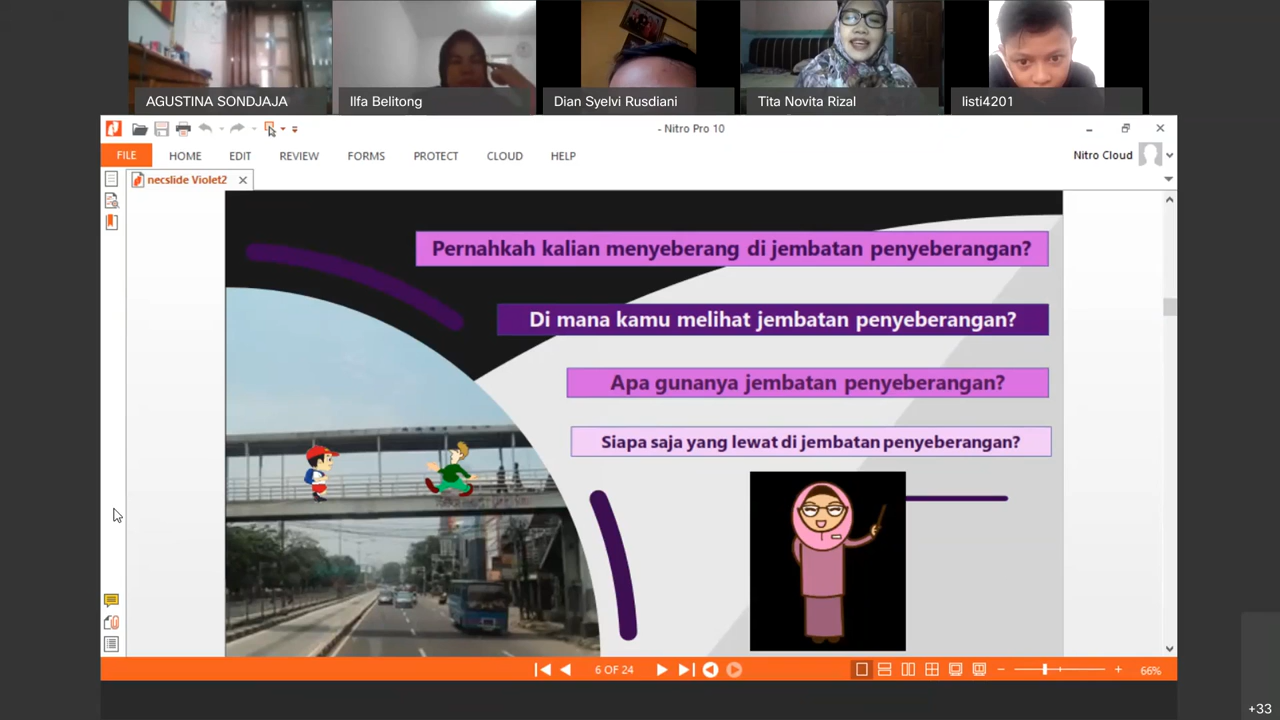 AGUSTINA SONDJAJA
Ilfa Belitong
Dian Syelvi Rusdiani
Tita Novita Rizal
listi4201
- Nitro Pro 10
FILE
HOME
EDIT
REVIEW
FORMS
PROTECT
CLOUD
HELP
Nitro Cloud
necslide Violet2
Pernahkah kalian menyeberang di jembatan penyeberangan?
Di mana kamu melihat jembatan penyeberangan?
Apa gunanya jembatan penyeberangan?
Siapa saja yang lewat di jembatan penyeberangan?
6 OF 24
66%
+33